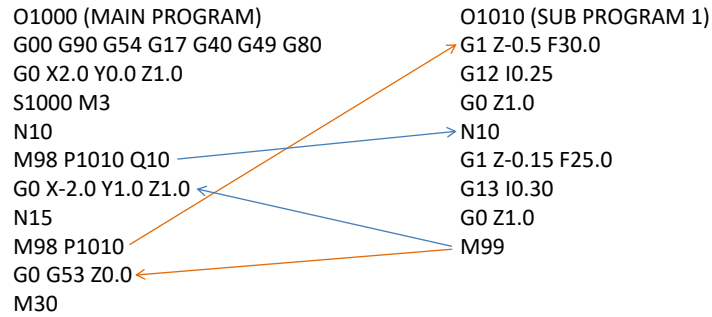 O1000 (MAIN PROGRAM)
G00 G90 G54 G17 G40 G49 G80
G0 X2.0 Y0.0 Z1.0
S1000 M3
N10
M98 P1010 Q10
G0 X-2.0 Y1.0 Z1.0
N15
M98 P1010
G0 G53 Z0.0
M30
O1010 (SUB PROGRAM 1)
G1 Z-0.5 F30.0
G12 I0.25
G0 Z1.0
N10
G1 Z-0.15 F25.0
G13 I0.30
G0 Z1.0
M99